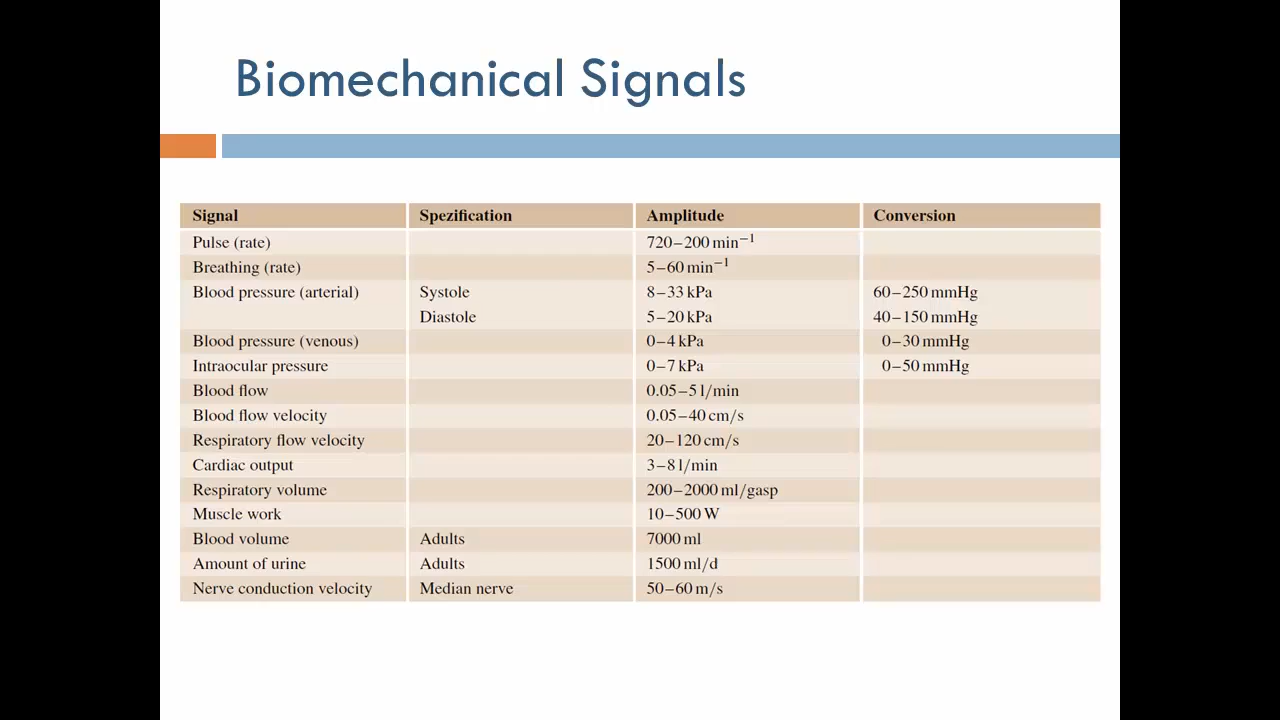 Biomechanical Signals
Signal Spezification Amplitude Conversion
Pulse (rate) 720–200 min⁻¹
Breathing (rate) 5–60 min⁻¹
Blood pressure (arterial) Systole 8–33 kPa 60–250 mmHg
Diastole 5–20 kPa 40–150 mmHg
Blood pressure (venous) 0–4 kPa 0–30 mmHg
Intraocular pressure 0–7 kPa 0–50 mmHg
Blood flow 0.05–5 l/min
Blood flow velocity 0.05–40 cm/s
Respiratory flow velocity 20–120 cm/s
Cardiac output 3–8 l/min
Respiratory volume 200–2000 ml/gasp
Muscle work 10–500 W
Blood volume Adults 7000 ml
Amount of urine Adults 1500 ml/d
Nerve conduction velocity Median nerve 50–60 m/s